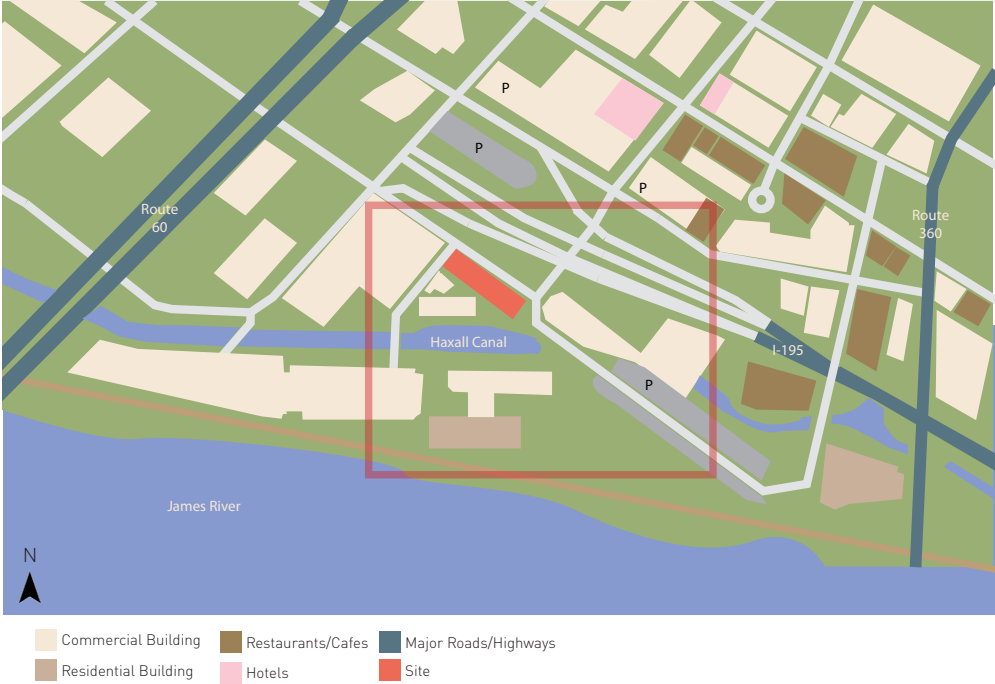 P
P
P
Route
60
Route
360
Haxall Canal
I-195
P
James River
N
Commercial Building
Restaurants/Cafes
Major Roads/Highways
Residential Building
Hotels
Site